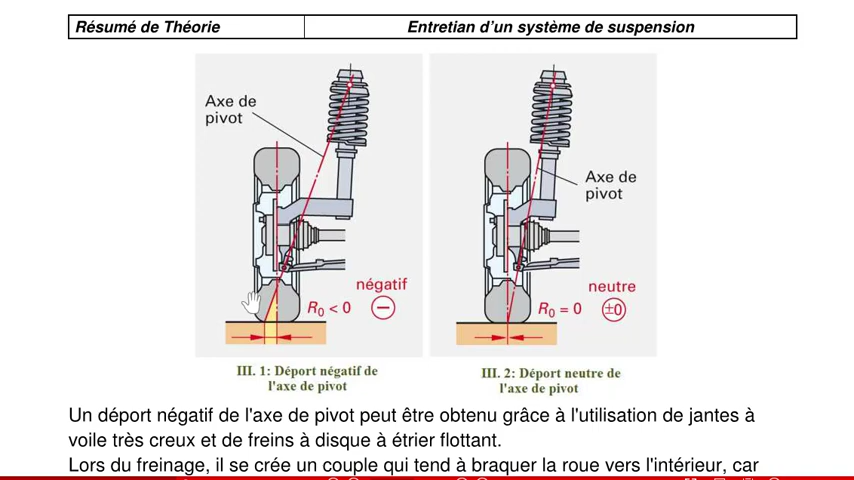 Résumé de Théorie
Entretian d'un système de suspension
Axe de
pivot
négatif
R0 < 0
−
Axe de
pivot
neutre
R0 = 0
±0
III. 1: Déport négatif de
l'axe de pivot
III. 2: Déport neutre de
l'axe de pivot
Un déport négatif de l'axe de pivot peut être obtenu grâce à l'utilisation de jantes à
voile très creux et de freins à disque à étrier flottant.
Lors du freinage, il se crée un couple qui tend à braquer la roue vers l'intérieur, car